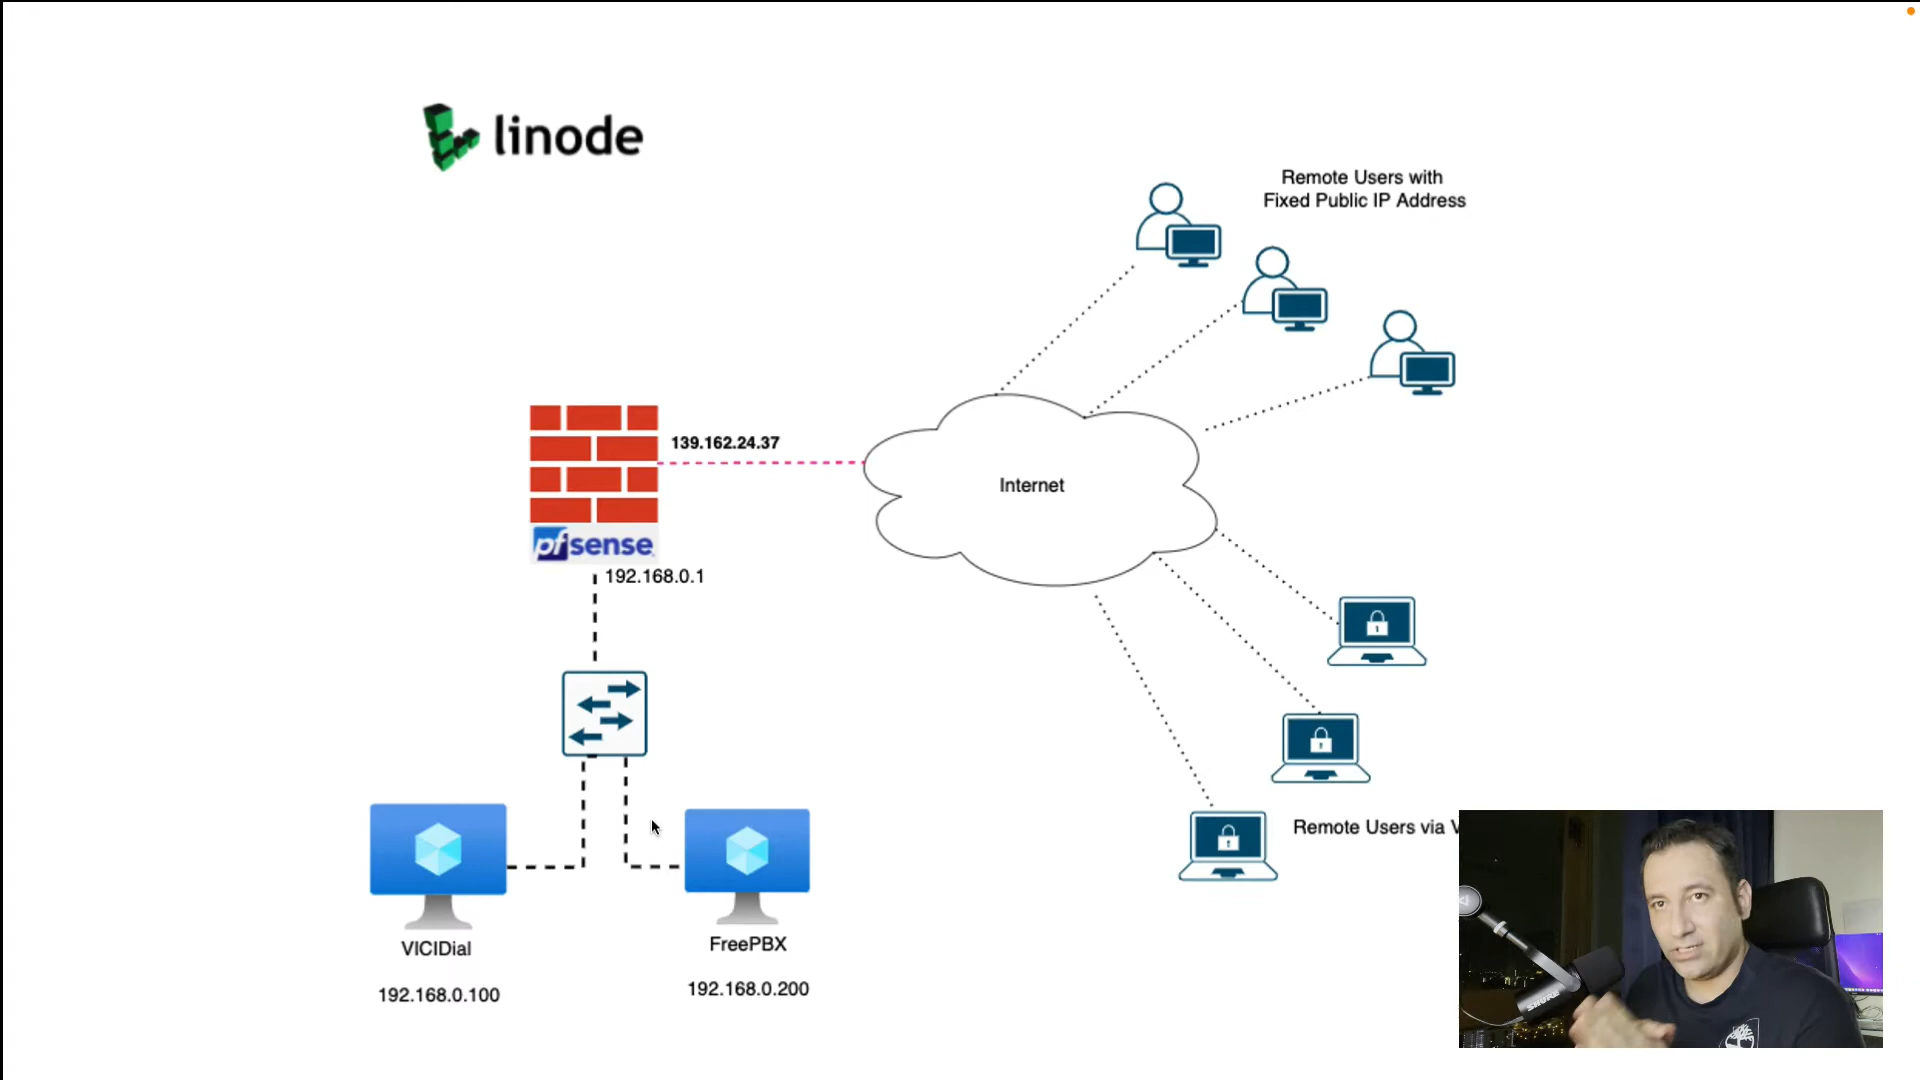 linode
Remote Users with
Fixed Public IP Address
139.162.24.37
Internet
pfsense
192.168.0.1
Remote Users via V
VICIDial
192.168.0.100
FreePBX
192.168.0.200
SHURE